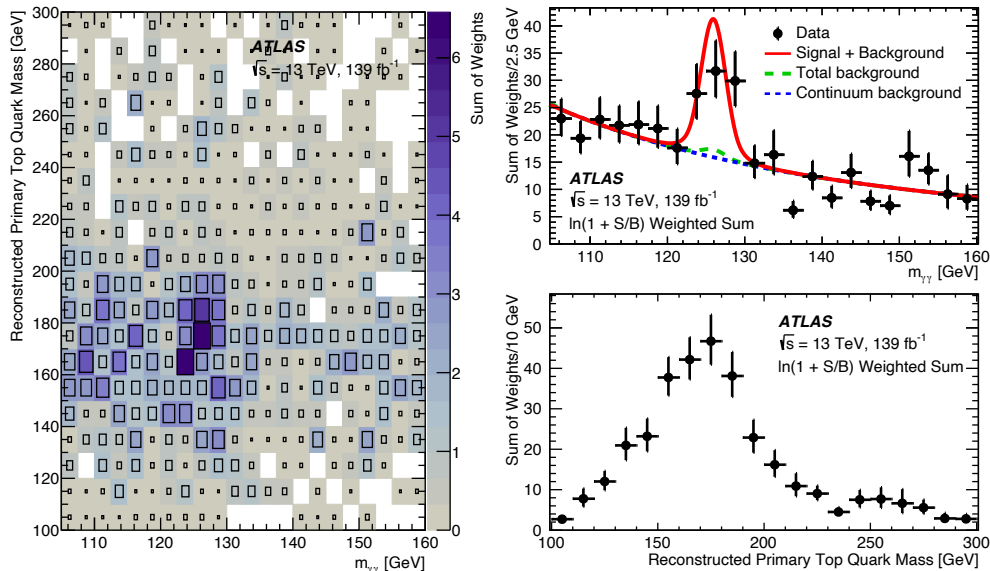 Reconstructed Primary Top Quark Mass [GeV]
300
280
260
240
220
200
180
160
140
120
100
ATLAS
√s = 13 TeV, 139 fb⁻¹
110 120 130 140 150 160
mγγ [GeV]
Sum of Weights
6
5
4
3
2
1
0
Sum of Weights/2.5 GeV
40
35
30
25
20
15
10
5
0
Data
Signal + Background
Total background
Continuum background
ATLAS
√s = 13 TeV, 139 fb⁻¹
ln(1 + S/B) Weighted Sum
110 120 130 140 150 160
mγγ [GeV]
Sum of Weights/10 GeV
50
40
30
20
10
0
ATLAS
√s = 13 TeV, 139 fb⁻¹
ln(1 + S/B) Weighted Sum
100 150 200 250 300
Reconstructed Primary Top Quark Mass [GeV]